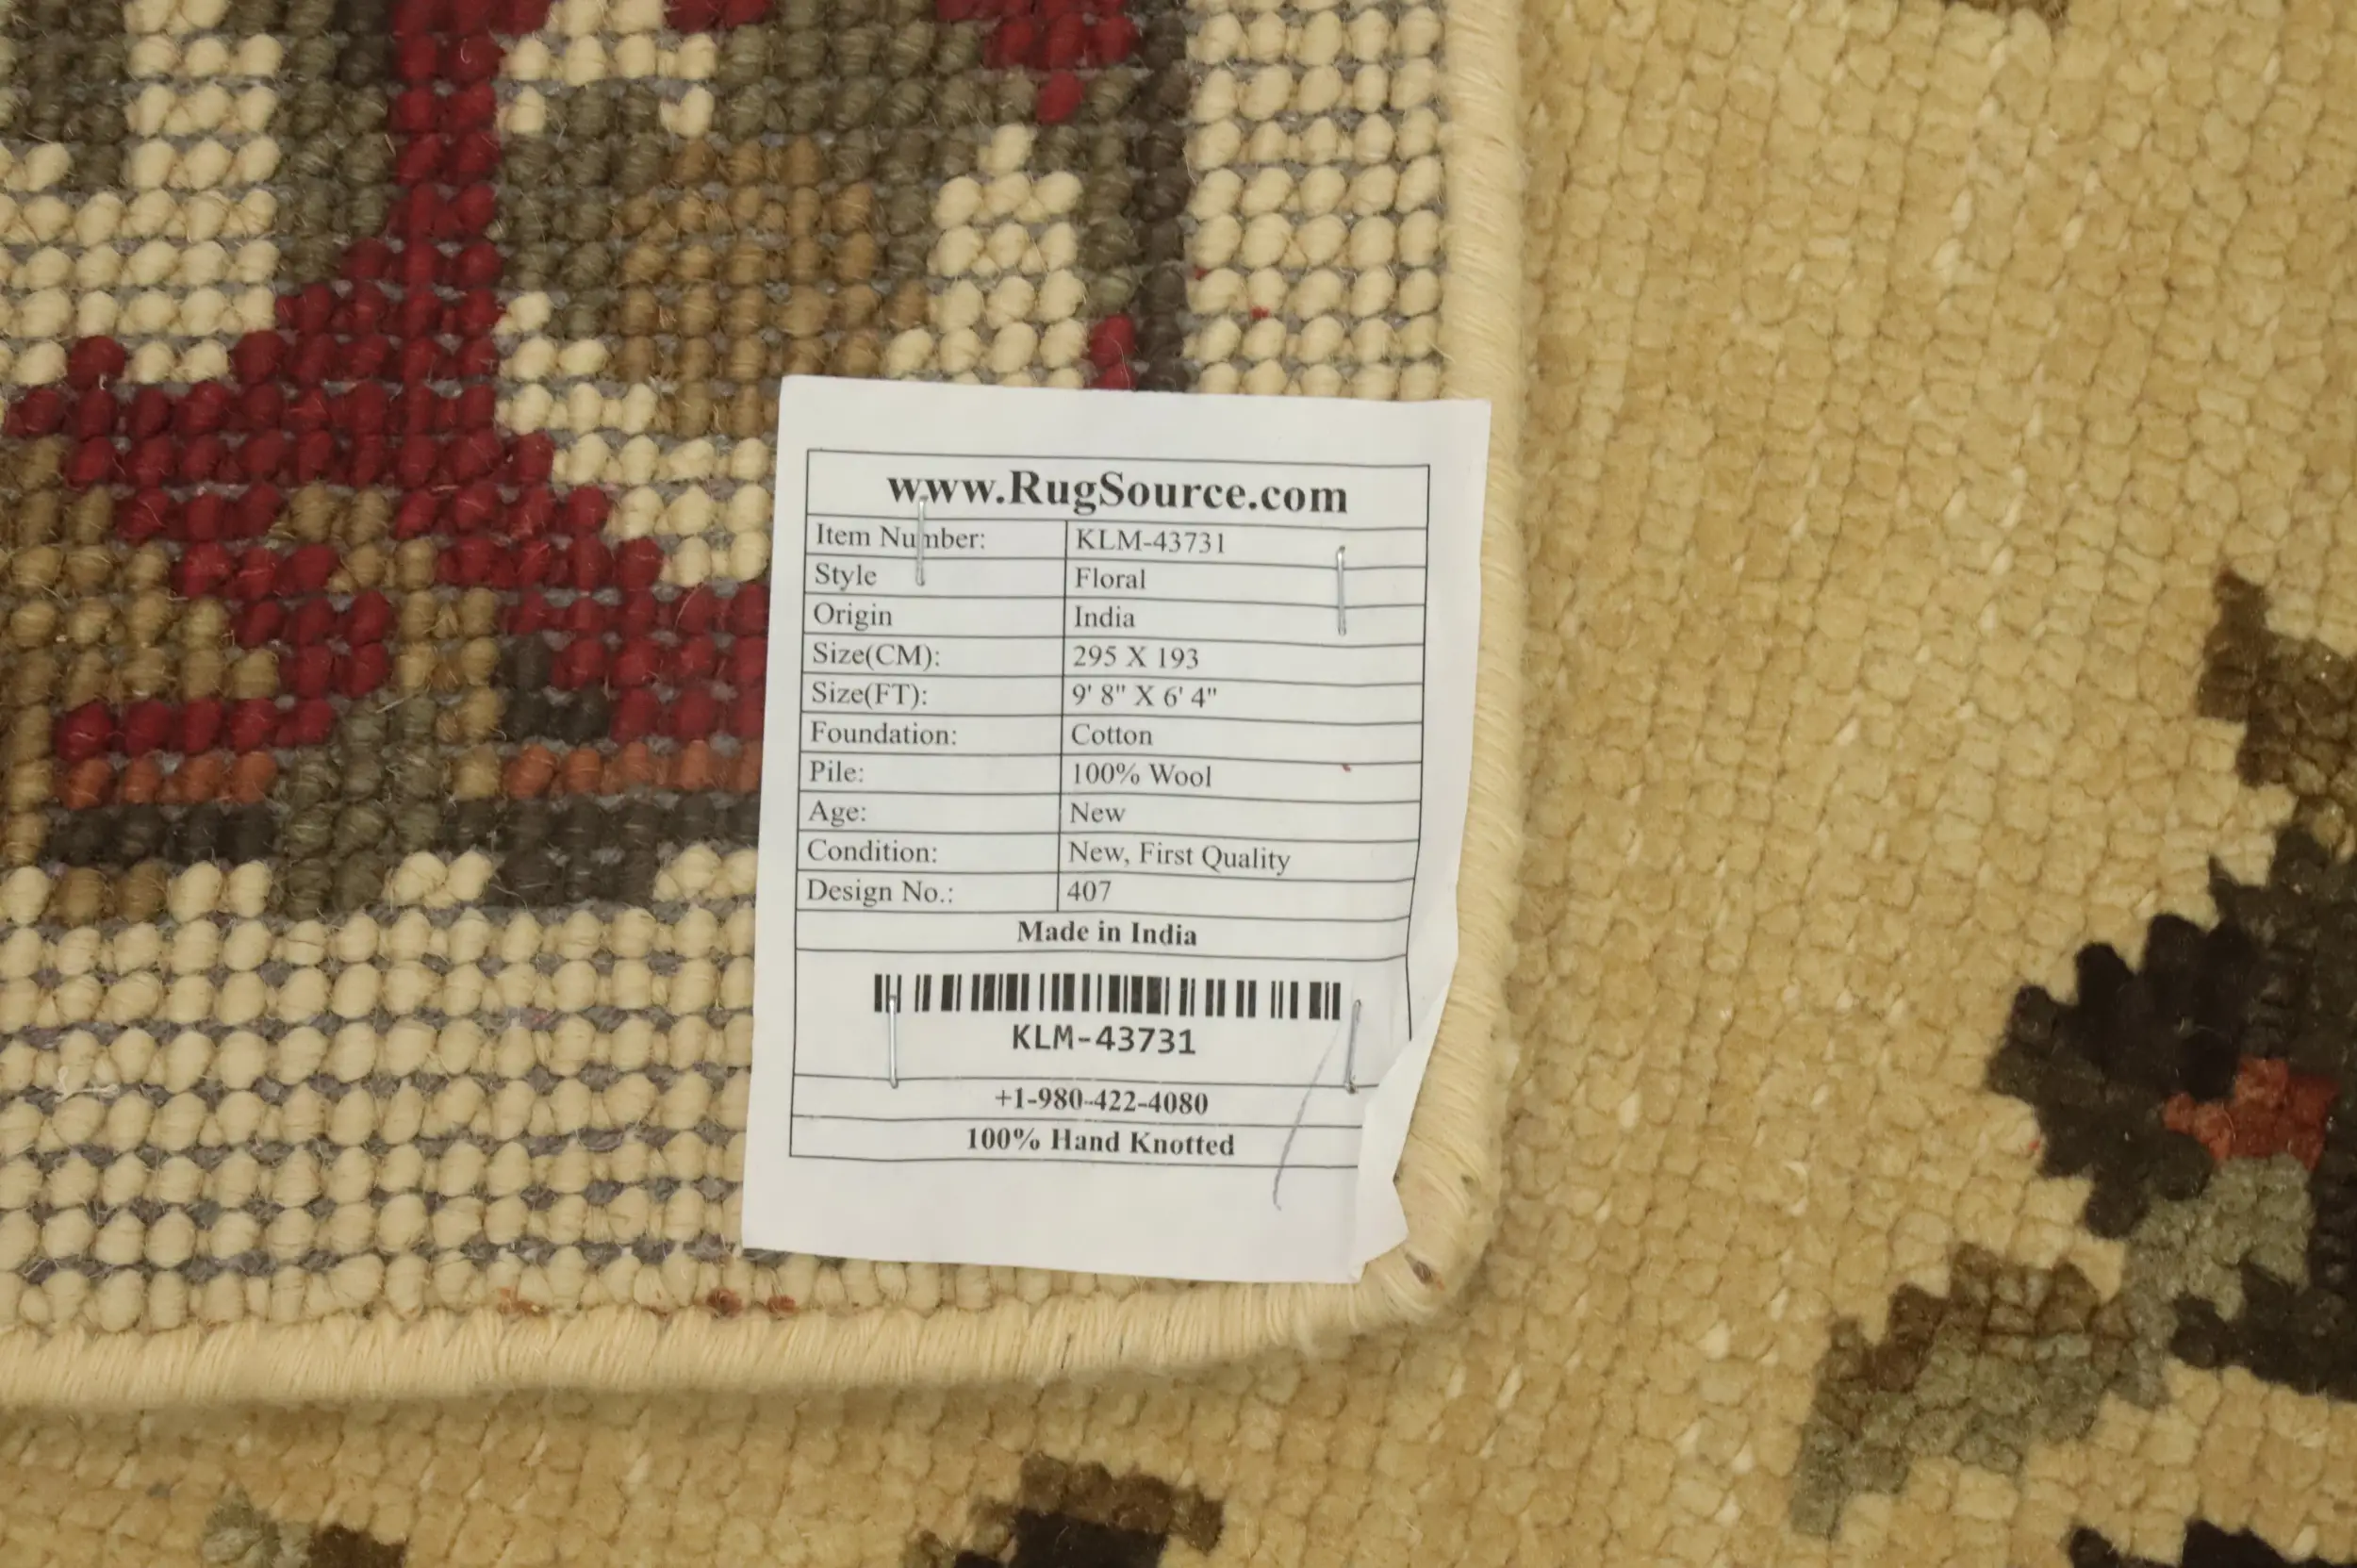 www.RugSource.com
Item Number: KLM-43731
Style Floral
Origin India
Size(CM): 295 X 193
Size(FT): 9' 8" X 6' 4"
Foundation: Cotton
Pile: 100% Wool
Age: New
Condition: New, First Quality
Design No.: 407
Made in India
KLM-43731
+1-980-422-4080
100% Hand Knotted